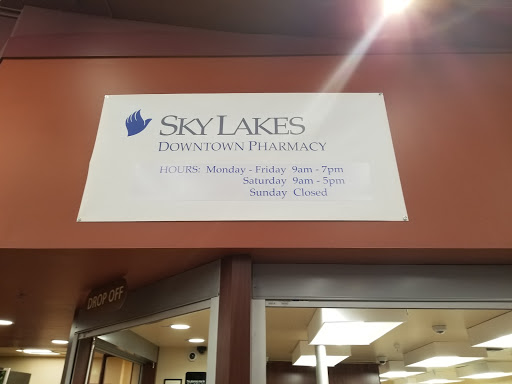 SKY LAKES
DOWNTOWN PHARMACY
HOURS: Monday - Friday 9am - 7pm
Saturday 9am - 5pm
Sunday Closed
DROP OFF